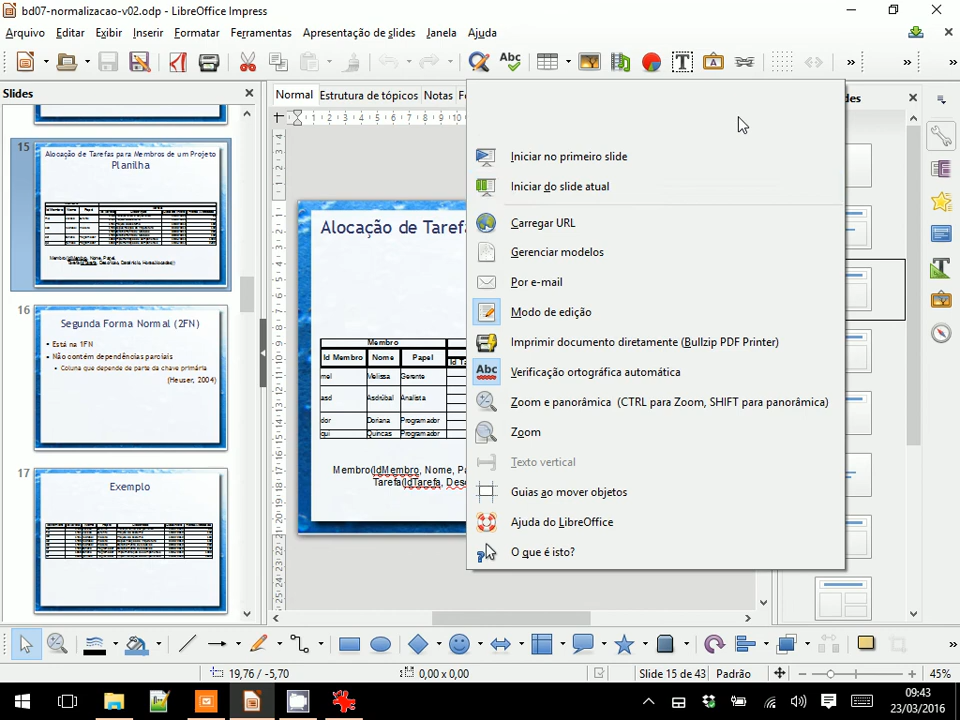 bd07-normalizacao-v02.odp - LibreOffice Impress
Arquivo Editar Exibir Inserir Formatar Ferramentas Apresentação de slides Janela Ajuda
Slides
Normal Estrutura de tópicos Notas
15
Alocação de Tarefas para Membros de um Projeto
Planilha
16
Segunda Forma Normal (2FN)
Está na 1FN
Não contém dependências parciais
Coluna que depende de parte da chave primária
(Heuser, 2004)
17
Exemplo
Alocação de Taref
Membro
Id Membro Nome Papel
mel Melissa Gerente
asd Asdrúbal Analista
dor Doriana Programador
qui Quincas Programador
Membro(IdMembro, Nome, Pa
Tarefa(IdTarefa, Des
Iniciar no primeiro slide
Iniciar do slide atual
Carregar URL
Gerenciar modelos
Por e-mail
Modo de edição
Imprimir documento diretamente (Bullzip PDF Printer)
Verificação ortográfica automática
Zoom e panorâmica (CTRL para Zoom, SHIFT para panorâmica)
Zoom
Texto vertical
Guias ao mover objetos
Ajuda do LibreOffice
O que é isto?
19,76 / -5,70 0,00 x 0,00 Slide 15 de 43 Padrão 45%
09:43
23/03/2016